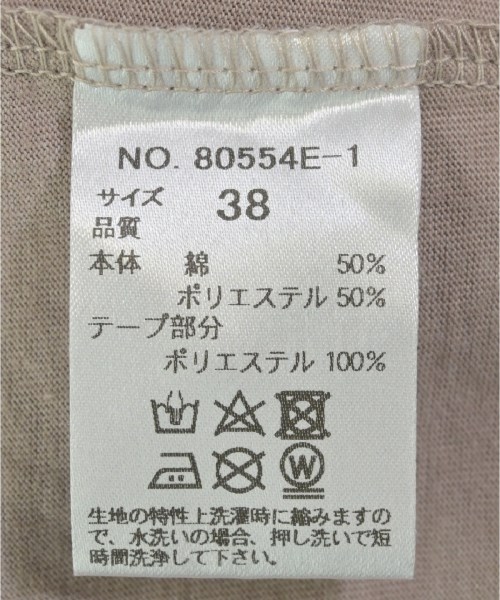 NO. 80554E-1
サイズ 38
品質
本体 綿 50%
ポリエステル 50%
テープ部分
ポリエステル 100%
W
生地の特性上洗濯時に縮みますの
で、水洗いの場合、押し洗いで短
時間洗浄して下さい。